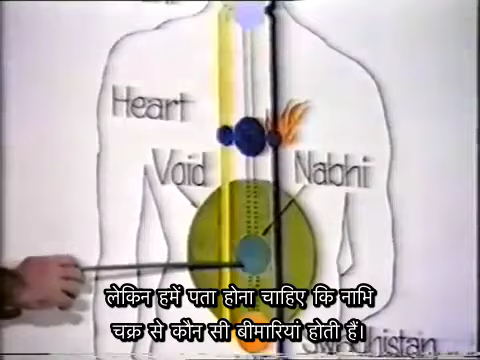 Heart
Void Nabhi
लेकिन हमें पता होना चाहिए कि नाभि
चक्र से कौन सी बीमारियां होती हैं।